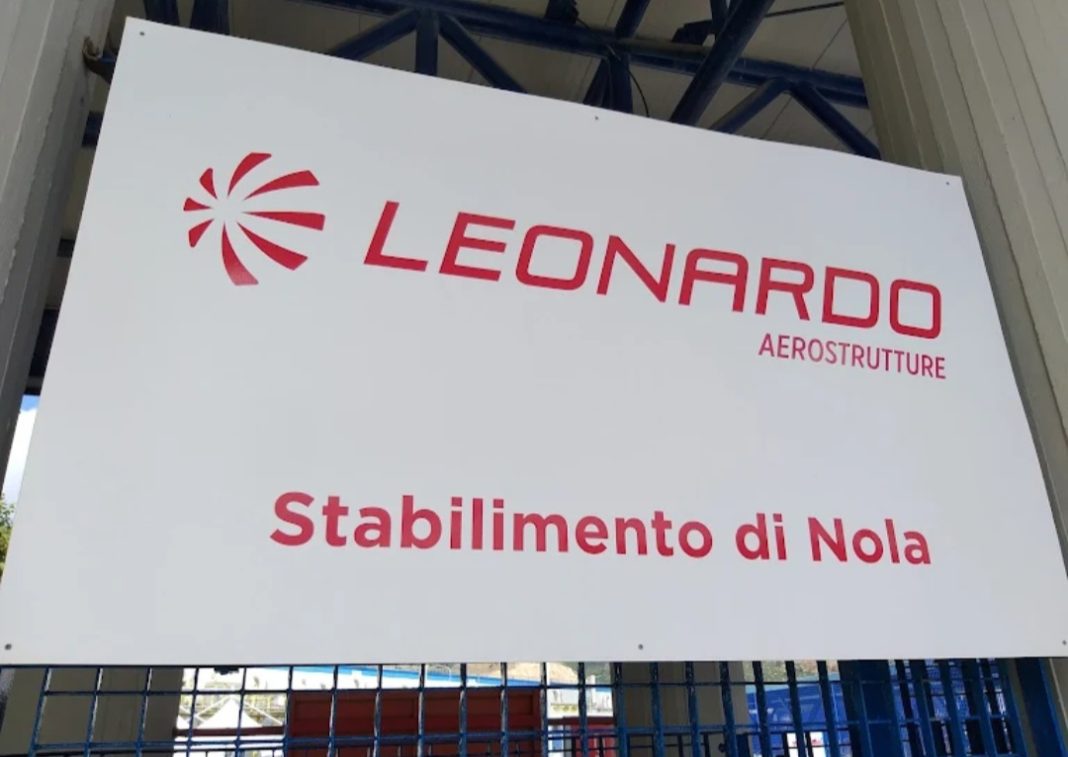 LEONARDO
AEROSTRUTTURE
Stabilimento di Nola